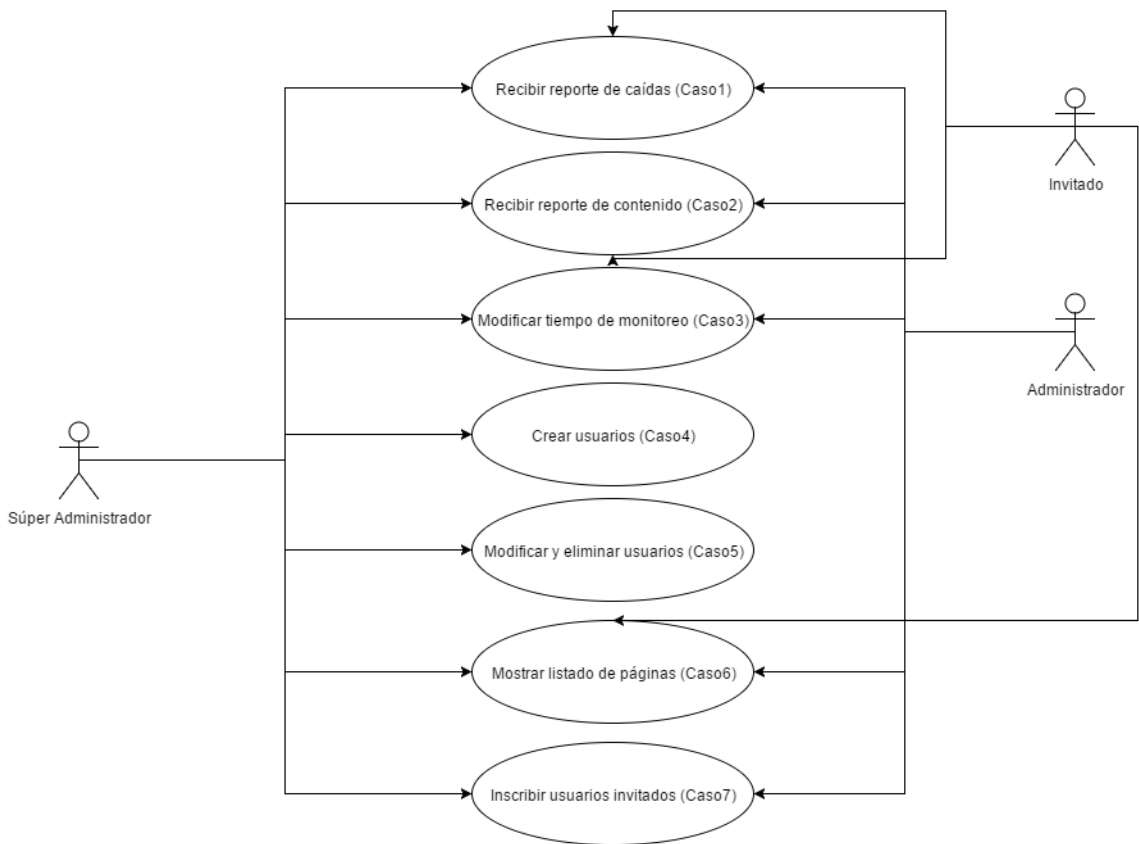 Recibir reporte de caídas (Caso1)
Invitado
Recibir reporte de contenido (Caso2)
Modificar tiempo de monitoreo (Caso3)
Administrador
Crear usuarios (Caso4)
Súper Administrador
Modificar y eliminar usuarios (Caso5)
Mostrar listado de páginas (Caso6)
Inscribir usuarios invitados (Caso7)